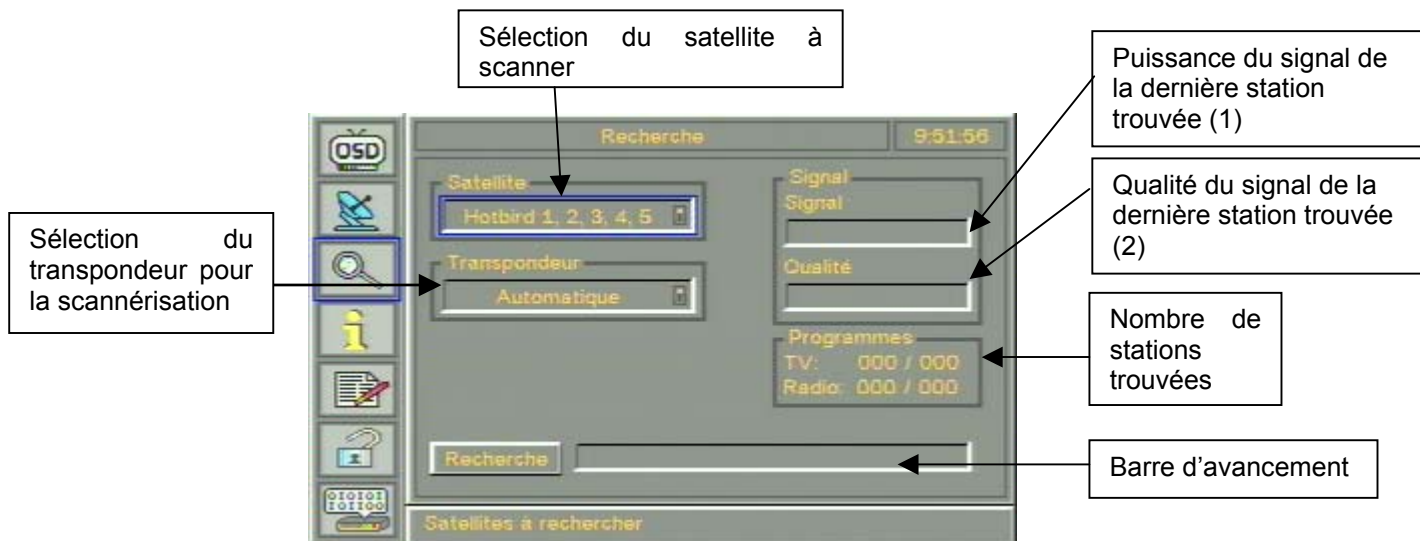 Sélection du satellite à
scanner
Puissance du signal de
la dernière station
trouvée (1)
Qualité du signal de la
dernière station trouvée
(2)
Sélection du
transpondeur pour
la scannérisation
Nombre de
stations
trouvées
Barre d'avancement
OSD
Recherche
9:51:56
Satellite
Hotbird 1, 2, 3, 4, 5
Transpondeur
Automatique
Signal
Signal
Qualité
Programmes
TV: 000 / 000
Radio: 000 / 000
Recherche
Satellites à rechercher
i
010101
101100